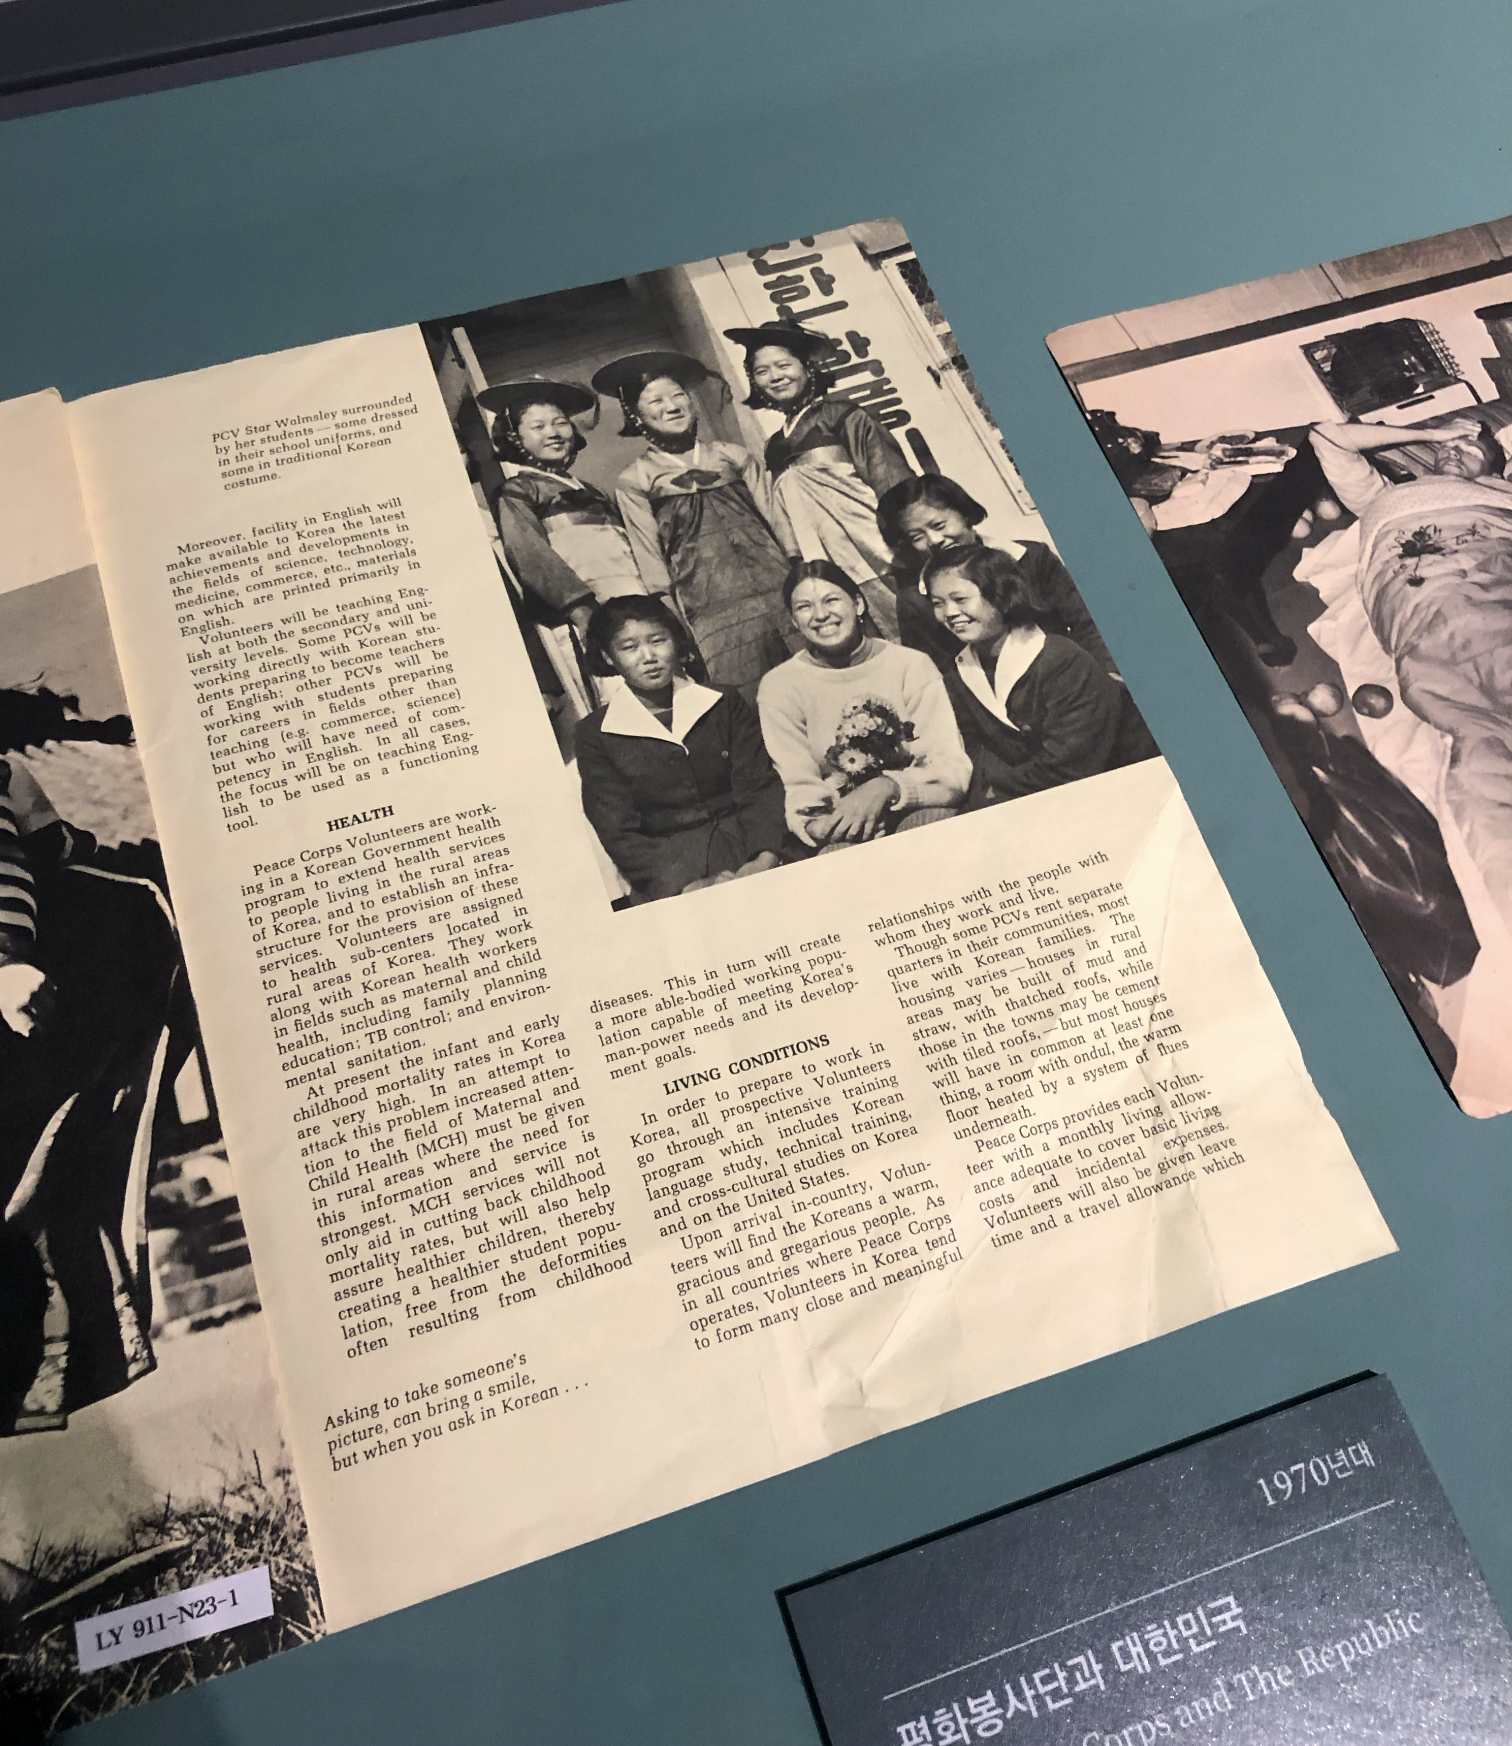 PCV Star Walmsley surrounded
by her students — some dressed
in their school uniforms, and
some in traditional Korean
costume.
Moreover, facility in English will
make available to Korea the latest
achievements and developments in
the fields of science, technology,
medicine, commerce, etc., materials
on which are printed primarily in
English.
Volunteers will be teaching Eng-
lish at both the secondary and uni-
versity levels. Some PCVs will be
working directly with Korean stu-
dents preparing to become teachers
of English; other PCVs will be
working with students preparing
for careers in fields other than
teaching (e.g. commerce, science)
but who will have need of com-
petency in English. In all cases,
the focus will be on teaching Eng-
lish to be used as a functioning
tool.
HEALTH
Peace Corps Volunteers are work-
ing in a Korean Government health
program to extend health services
to people living in the rural areas
of Korea, and to establish an infra-
structure for the provision of these
services. Volunteers are assigned
to health sub-centers located in
rural areas of Korea. They work
along with Korean health workers
in fields such as maternal and child
health, including family planning
education; TB control; and environ-
mental sanitation.
At present the infant and early
childhood mortality rates in Korea
are very high. In an attempt to
attack this problem increased atten-
tion to the field of Maternal and
Child Health (MCH) must be given
in rural areas where the need for
this information and service is
strongest. MCH services will not
only aid in cutting back childhood
mortality rates, but will also help
assure healthier children, thereby
creating a healthier student popu-
lation, free from the deformities
often resulting from childhood
diseases. This in turn will create
a more able-bodied working popu-
lation capable of meeting Korea's
man-power needs and its develop-
ment goals.
LIVING CONDITIONS
In order to prepare to work in
Korea, all prospective Volunteers
go through an intensive training
program which includes Korean
language study, technical training,
and cross-cultural studies on Korea
and on the United States.
Upon arrival in-country, Volun-
teers will find the Koreans a warm,
gracious and gregarious people. As
in all countries where Peace Corps
operates, Volunteers in Korea tend
to form many close and meaningful
relationships with the people with
whom they work and live.
Though some PCVs rent separate
quarters in their communities, most
live with Korean families. The
housing varies — houses in rural
areas may be built of mud and
straw, with thatched roofs, while
those in the towns may be cement
with tiled roofs, — but most houses
will have in common at least one
thing, a room with ondul, the warm
floor heated by a system of flues
underneath.
Peace Corps provides each Volun-
teer with a monthly living allow-
ance adequate to cover basic living
costs and incidental expenses.
Volunteers will also be given leave
time and a travel allowance which
Asking to take someone's
picture, can bring a smile,
but when you ask in Korean . . .
LY 911-N23-1
1970년대
평화봉사단과 대한민국
Corps and The Republic